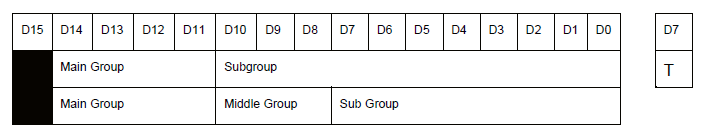 D15 D14 D13 D12 D11 D10 D9 D8 D7 D6 D5 D4 D3 D2 D1 D0 D7
Main Group Subgroup T
Main Group Middle Group Sub Group